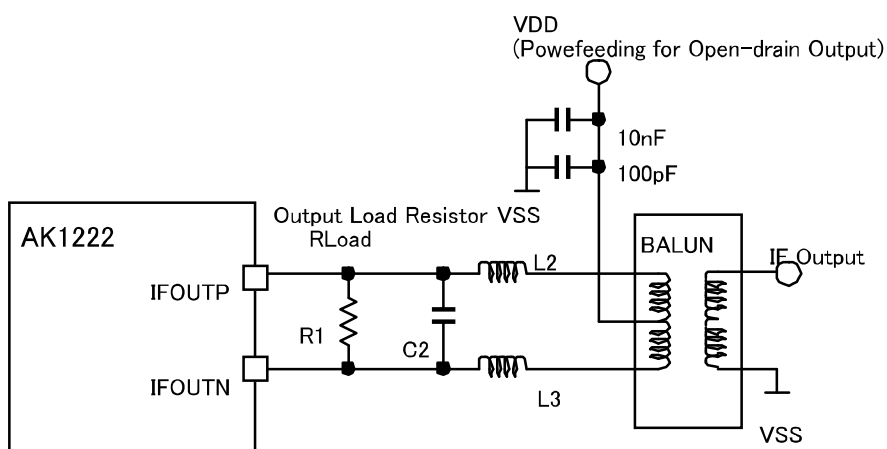 VDD
(Powefeeding for Open-drain Output)
10nF
100pF
Output Load Resistor VSS
RLoad
AK1222
BALUN
IF Output
L2
IFOUTP
R1
C2
IFOUTN
L3
VSS